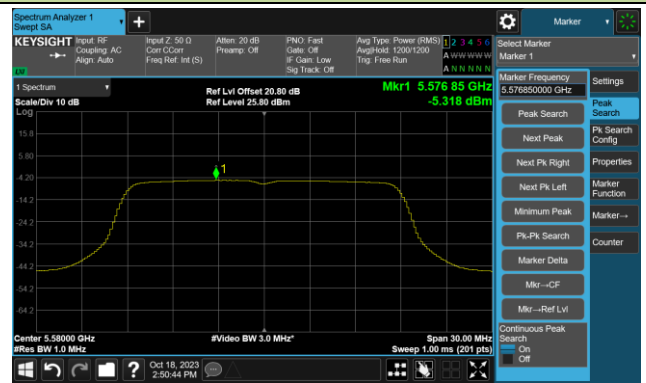 Spectrum Analyzer 1
Swept SA
+
Marker
KEYSIGHT
Input: RF
Coupling: AC
Align: Auto
Input Z: 50 Ω
Corr CCorr
Freq Ref: Int (S)
Atten: 20 dB
Preamp: Off
PNO: Fast
Gate: Off
IF Gain: Low
Sig Track: Off
Avg Type: Power (RMS)
Avg|Hold: 1200/1200
Trig: Free Run
1 2 3 4 5 6
A W W W W W
A N N N N N
LV
Select Marker
Marker 1
1 Spectrum
Scale/Div 10 dB
Log
Ref Lvl Offset 20.80 dB
Ref Level 25.80 dBm
Mkr1 5.576 85 GHz
-5.318 dBm
15.8
5.80
-4.20
-14.2
-24.2
-34.2
-44.2
-54.2
-64.2
1
Center 5.58000 GHz
#Res BW 1.0 MHz
#Video BW 3.0 MHz*
Span 30.00 MHz
Sweep 1.00 ms (201 pts)
Marker Frequency
5.576850000 GHz
Peak Search
Next Peak
Next Pk Right
Next Pk Left
Minimum Peak
Pk-Pk Search
Marker Delta
Mkr→CF
Mkr→Ref Lvl
Continuous Peak
Search
On
Off
Settings
Peak
Search
Pk Search
Config
Properties
Marker
Function
Marker→
Counter
?
Oct 18, 2023
2:50:44 PM